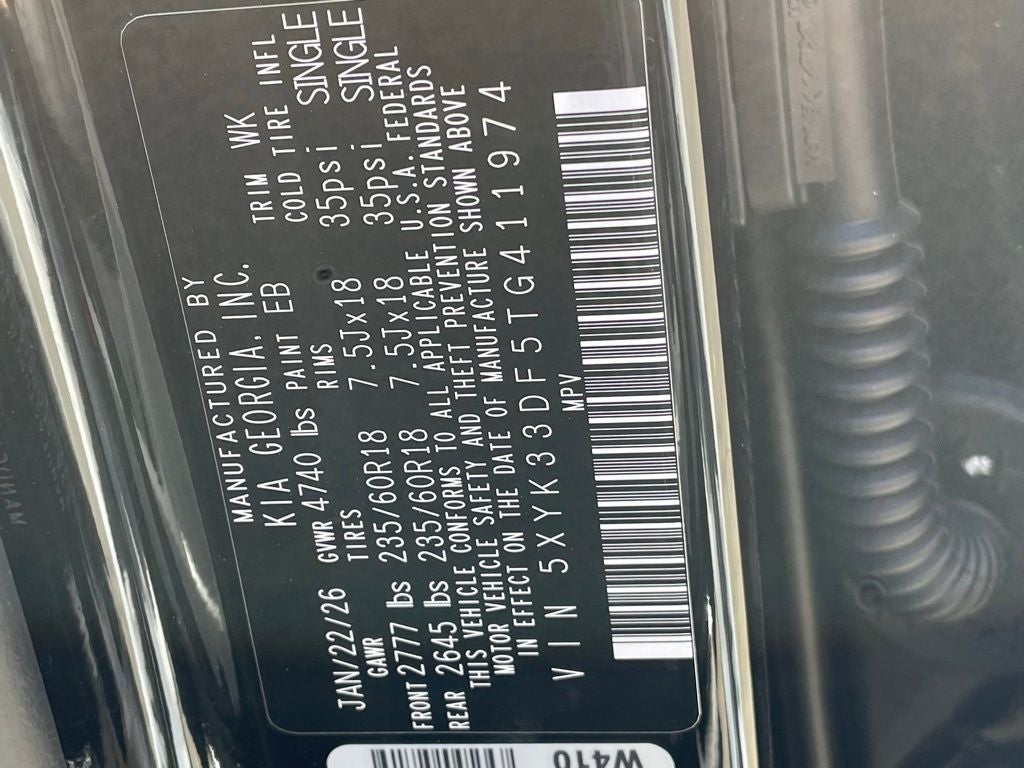 MANUFACTURED BY
KIA GEORGIA, INC.
JAN/22/26 GVWR 4740 lbs PAINT EB TRIM WK
GAWR TIRES RIMS COLD TIRE INFL
FRONT 2777 lbs 235/60R18 7.5Jx18 35psi SINGLE
REAR 2645 lbs 235/60R18 7.5Jx18 35psi SINGLE
THIS VEHICLE CONFORMS TO ALL APPLICABLE U.S.A. FEDERAL
MOTOR VEHICLE SAFETY AND THEFT PREVENTION STANDARDS
IN EFFECT ON THE DATE OF MANUFACTURE SHOWN ABOVE
VIN 5XYK33DF5TG411974
MPV
W410